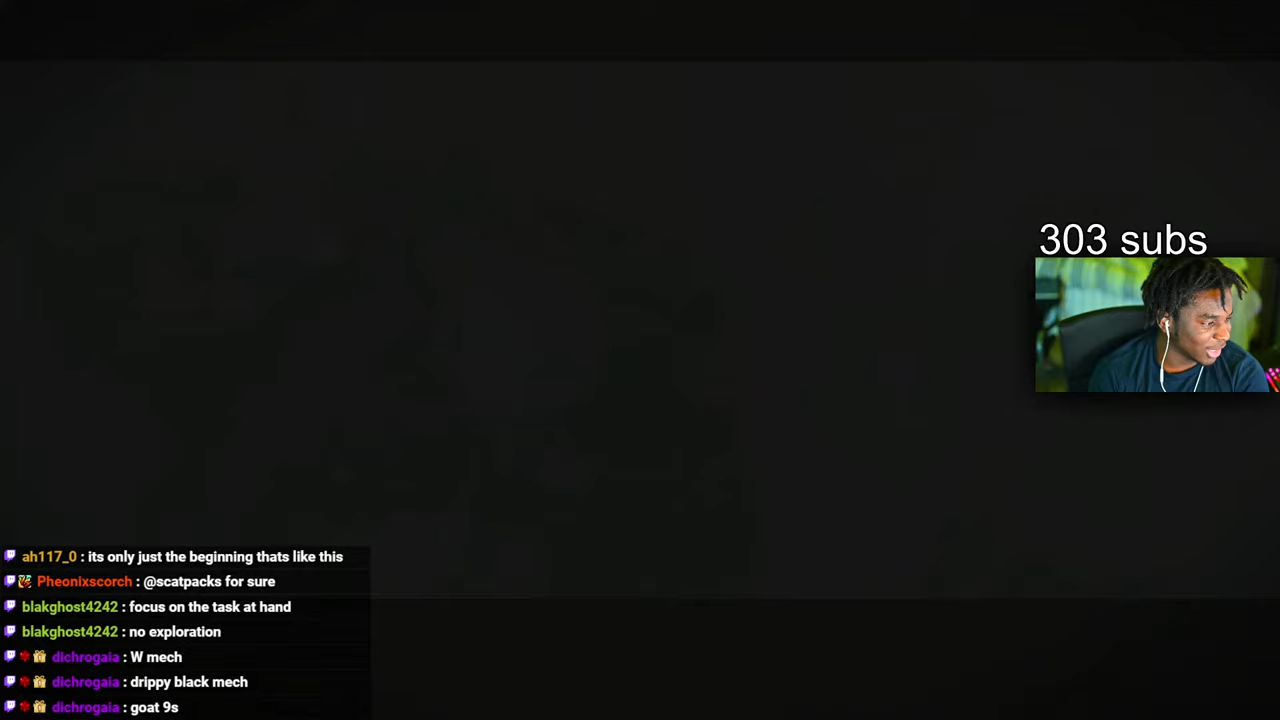 303 subs
ah117_0 : its only just the beginning thats like this
Pheonixscorch : @scatpacks for sure
blakghost4242 : focus on the task at hand
blakghost4242 : no exploration
dichrogaia : W mech
dichrogaia : drippy black mech
dichrogaia : goat 9s